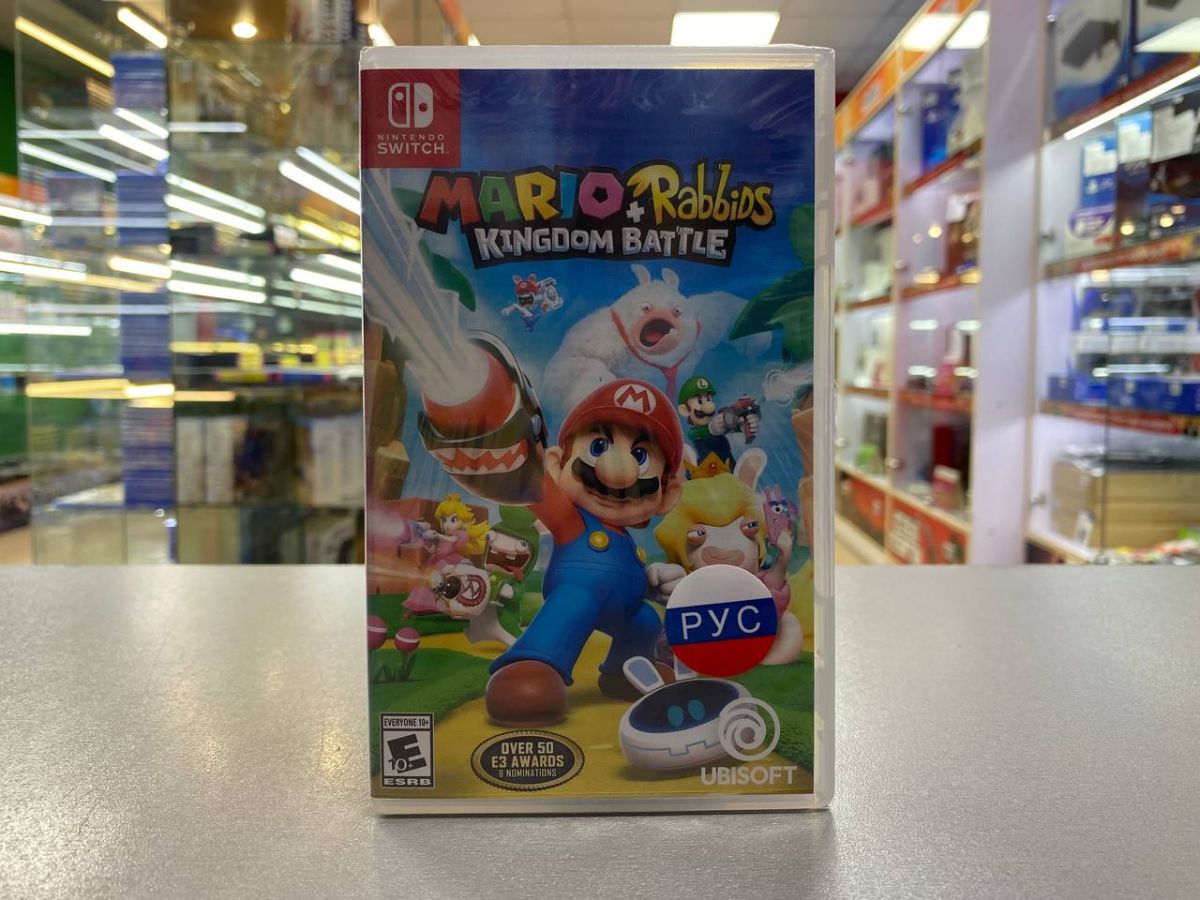 NINTENDO
SWITCH
MARIO + Rabbids
KINGDOM BATTLE
M
РУС
EVERYONE 10+
E
10+
ESRB
OVER 50
E3 AWARDS
& NOMINATIONS
UBISOFT